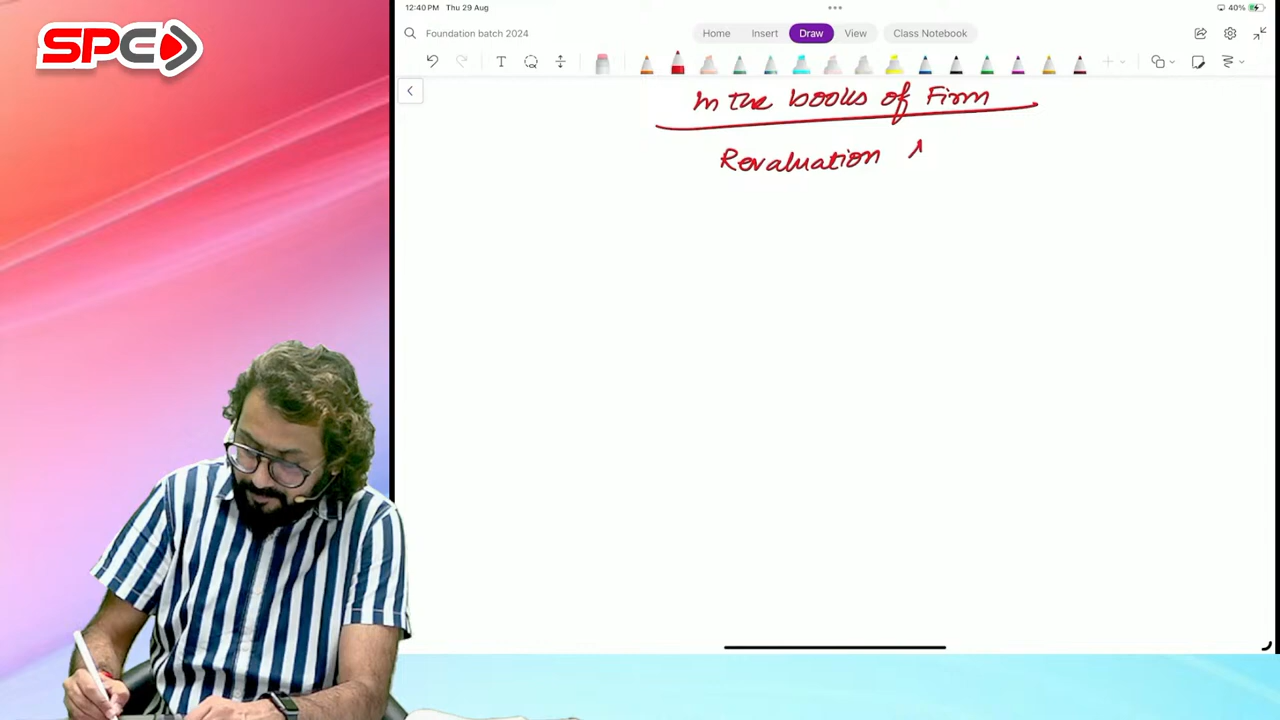 SPE
12:40 PM Thu 29 Aug
40%
Foundation batch 2024
Home Insert Draw View Class Notebook
In the books of Firm
Revaluation